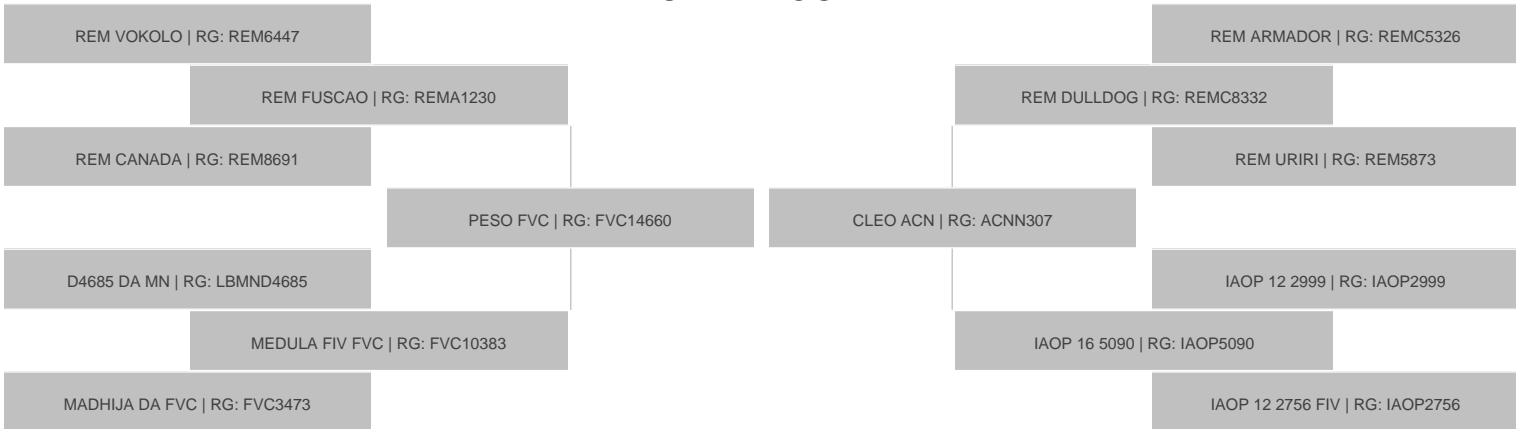 REM VOKOLO | RG: REM6447
REM ARMADOR | RG: REMC5326
REM FUSCAO | RG: REMA1230
REM DULLDOG | RG: REMC8332
REM CANADA | RG: REM8691
REM URIRI | RG: REM5873
PESO FVC | RG: FVC14660
CLEO ACN | RG: ACNN307
D4685 DA MN | RG: LBMND4685
IAOP 12 2999 | RG: IAOP2999
MEDULA FIV FVC | RG: FVC10383
IAOP 16 5090 | RG: IAOP5090
MADHIJA DA FVC | RG: FVC3473
IAOP 12 2756 FIV | RG: IAOP2756